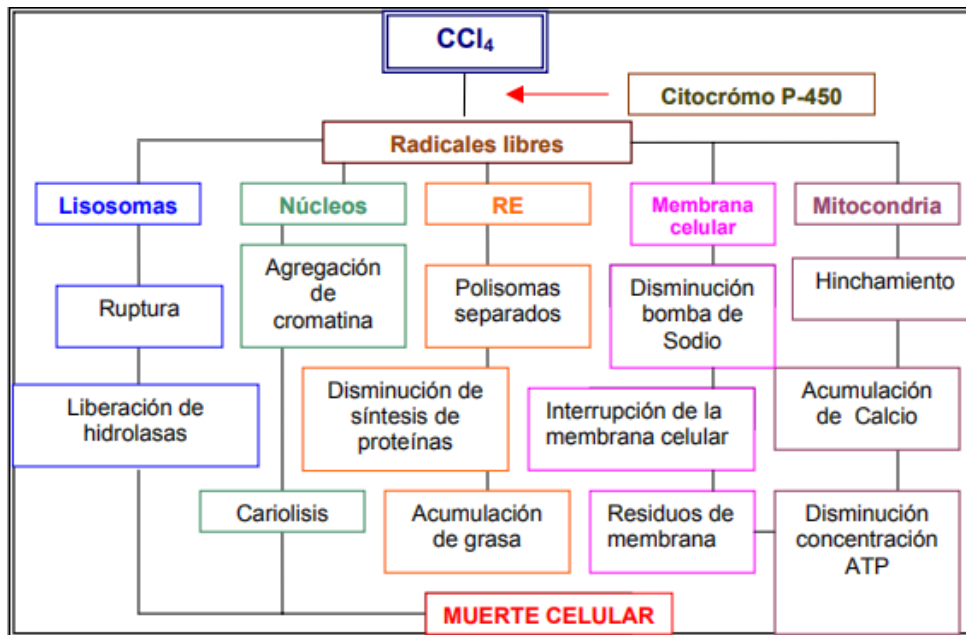 CCl₄
Citocrómo P-450
Radicales libres
Lisosomas
Núcleos
RE
Membrana
celular
Mitocondria
Ruptura
Agregación
de
cromatina
Polisomas
separados
Disminución
bomba de
Sodio
Hinchamiento
Liberación de
hidrolasas
Disminución de
síntesis de
proteínas
Interrupción de la
membrana celular
Acumulación
de Calcio
Cariolisis
Acumulación
de grasa
Residuos de
membrana
Disminución
concentración
ATP
MUERTE CELULAR